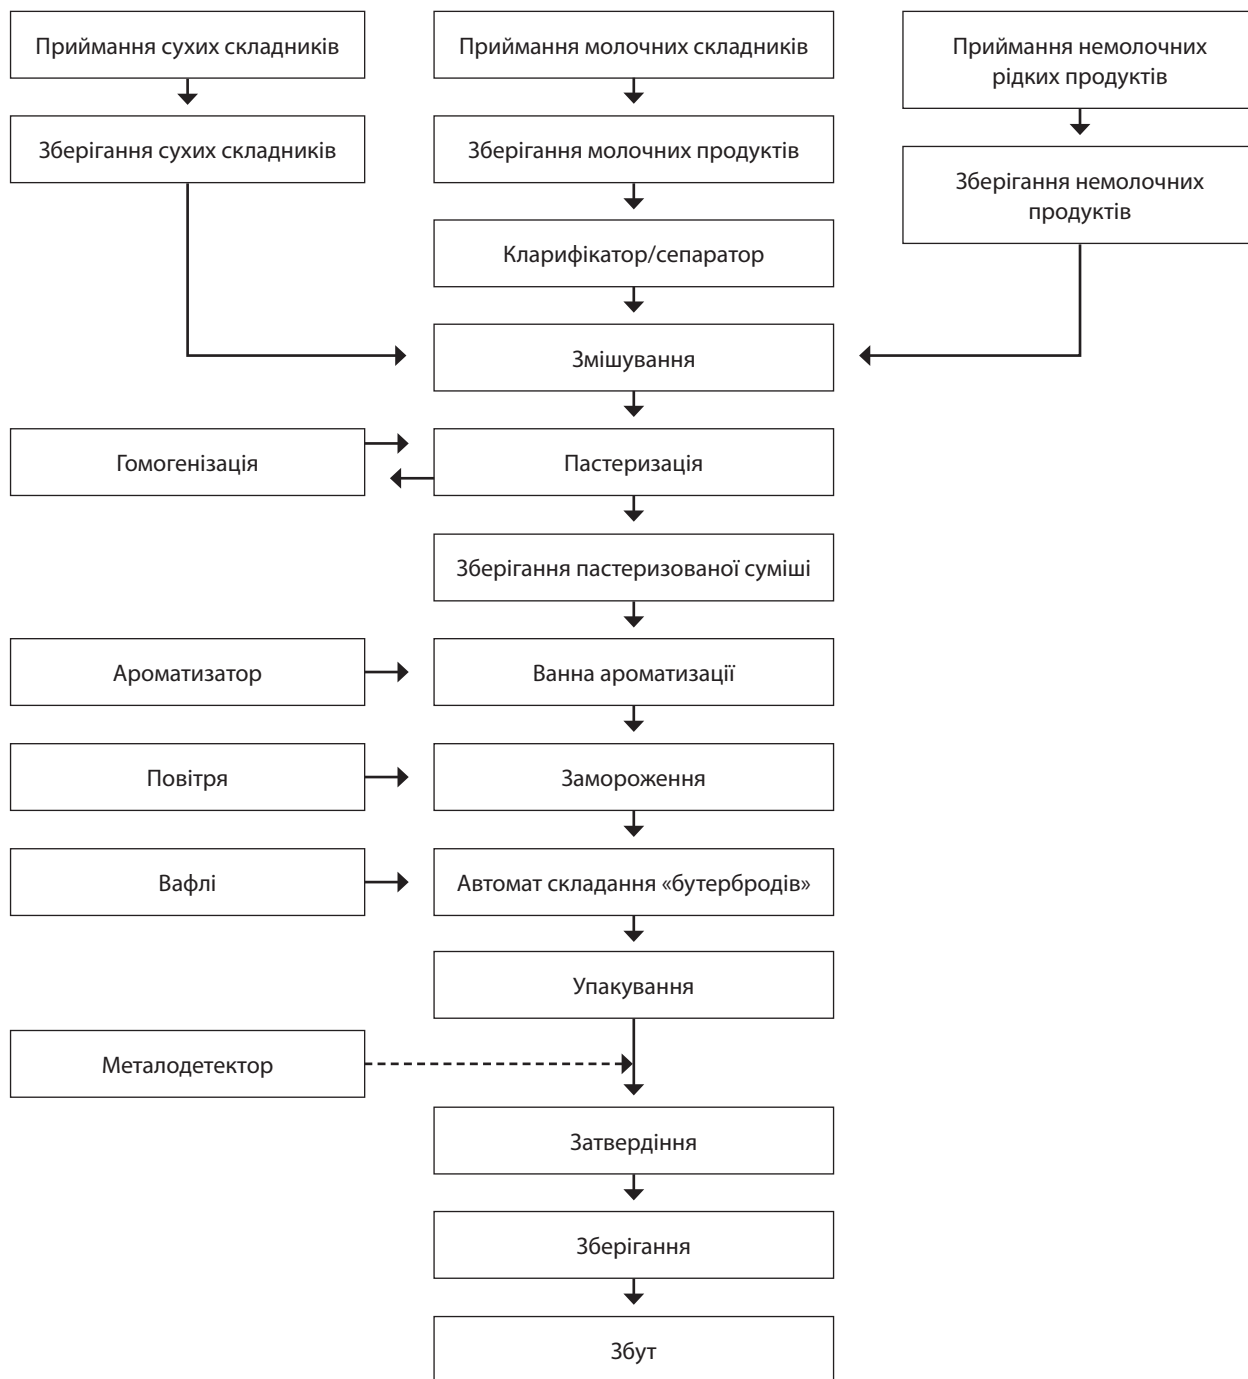 Приймання сухих складників
Приймання молочних складників
Приймання немолочних
рідких продуктів
Зберігання сухих складників
Зберігання молочних продуктів
Зберігання немолочних
продуктів
Кларифікатор/сепаратор
Змішування
Гомогенізація
Пастеризація
Зберігання пастеризованої суміші
Ароматизатор
Ванна ароматизації
Повітря
Замороження
Вафлі
Автомат складання «бутербродів»
Упакування
Металодетектор
Затвердіння
Зберігання
Збут